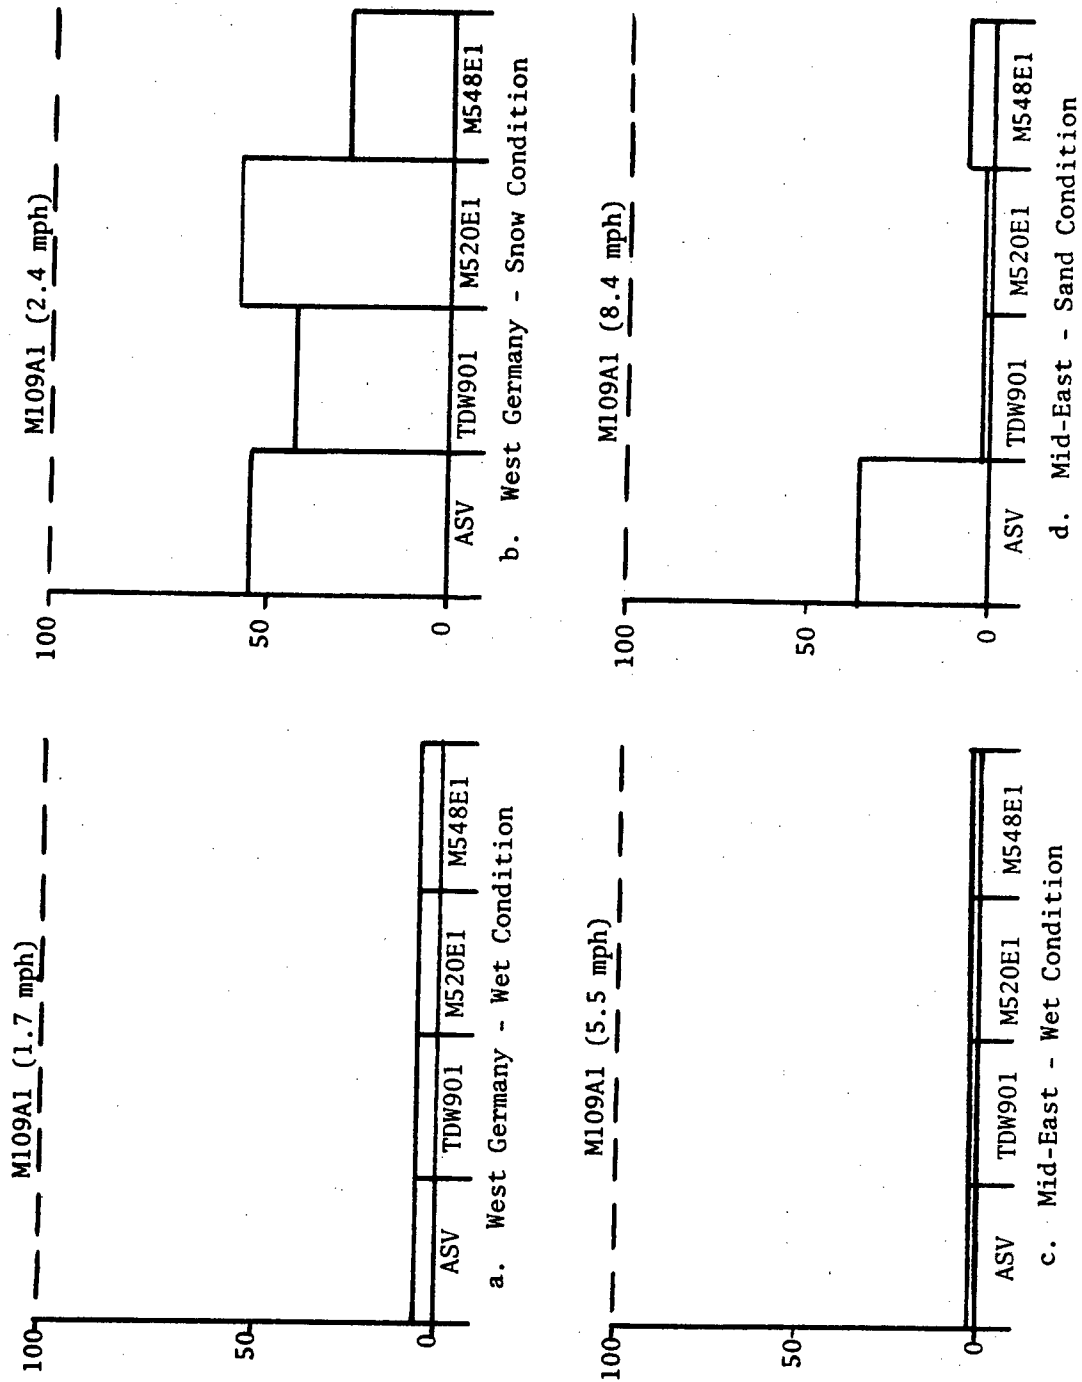 M109A1 (1.7 mph)
100
50
0
ASV TDW901 M520E1 M548E1
a. West Germany - Wet Condition
M109A1 (2.4 mph)
100
50
0
ASV TDW901 M520E1 M548E1
b. West Germany - Snow Condition
M109A1 (5.5 mph)
100
50
0
ASV TDW901 M520E1 M548E1
c. Mid-East - Wet Condition
M109A1 (8.4 mph)
100
50
0
ASV TDW901 M520E1 M548E1
d. Mid-East - Sand Condition